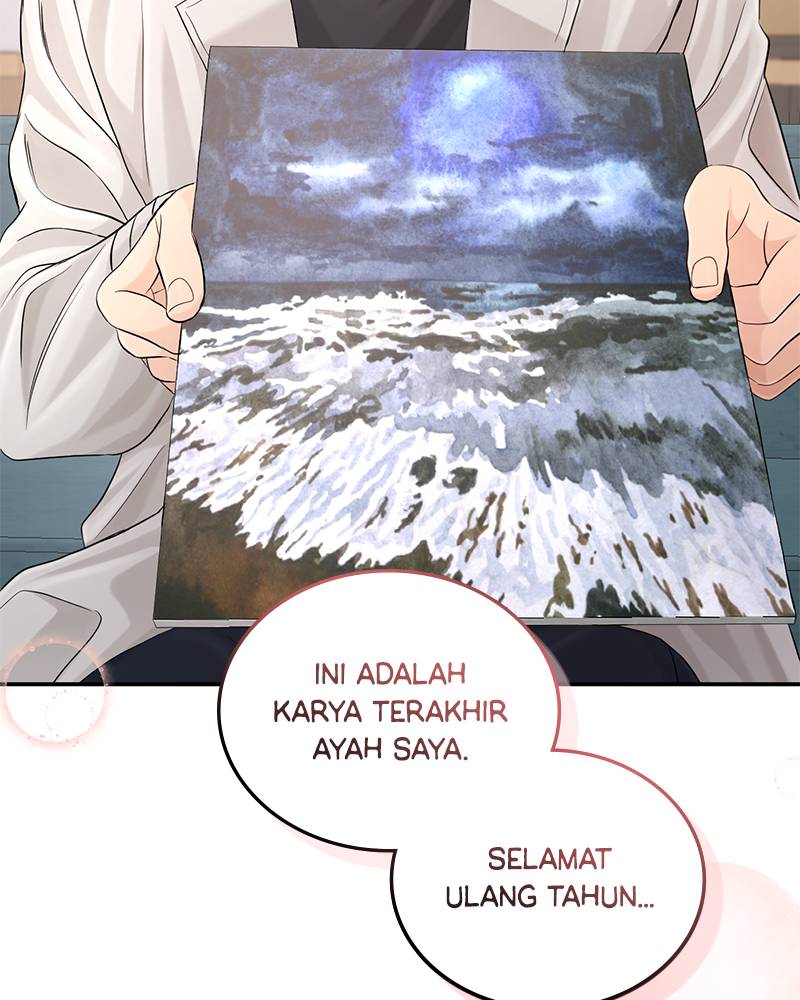 INI ADALAH
KARYA TERAKHIR
AYAH SAYA.
SELAMAT
ULANG TAHUN...